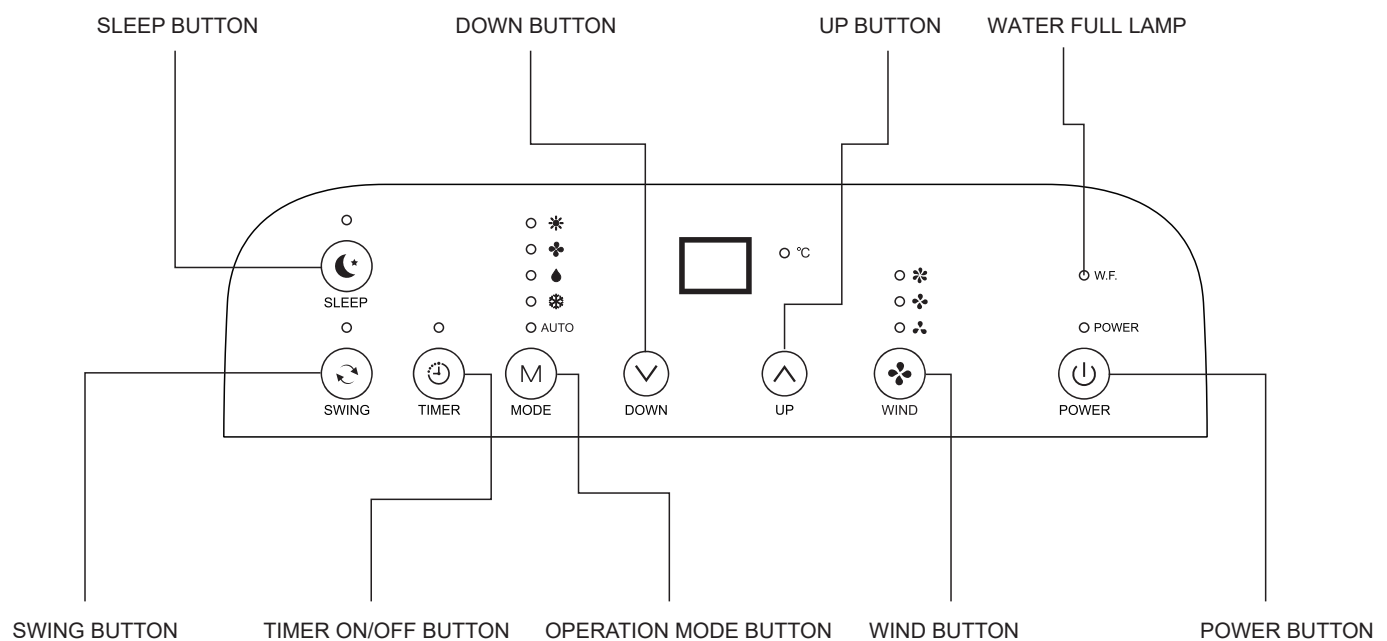 SLEEP BUTTON DOWN BUTTON UP BUTTON WATER FULL LAMP
°C
W.F.
SLEEP
AUTO POWER
M
SWING TIMER MODE DOWN UP WIND POWER
SWING BUTTON TIMER ON/OFF BUTTON OPERATION MODE BUTTON WIND BUTTON POWER BUTTON